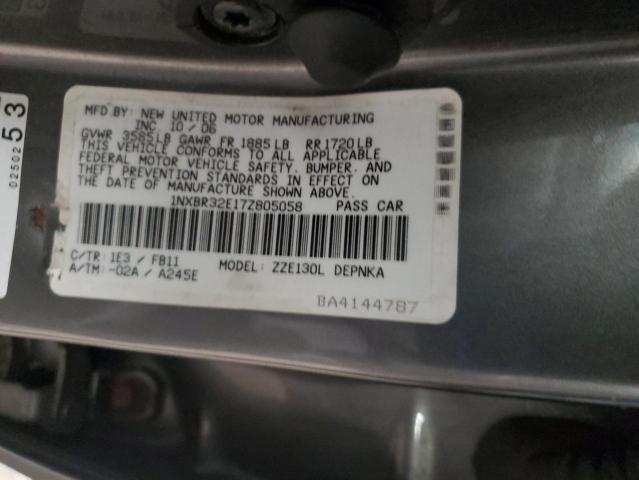 MFD.BY: NEW UNITED MOTOR MANUFACTURING
INC. 10/06
GVWR 3585LB GAWR FR 1885LB RR1720LB
THIS VEHICLE CONFORMS TO ALL APPLICABLE
FEDERAL MOTOR VEHICLE SAFETY, BUMPER, AND
THEFT PREVENTION STANDARDS IN EFFECT ON
THE DATE OF MANUFACTURE SHOWN ABOVE.
1NXBR32E17Z805058 PASS CAR
C/TR: 1E3 / FB11
A/TM: -02A / A245E
MODEL: ZZE130L DEPNKA
BA4144787
53
02502